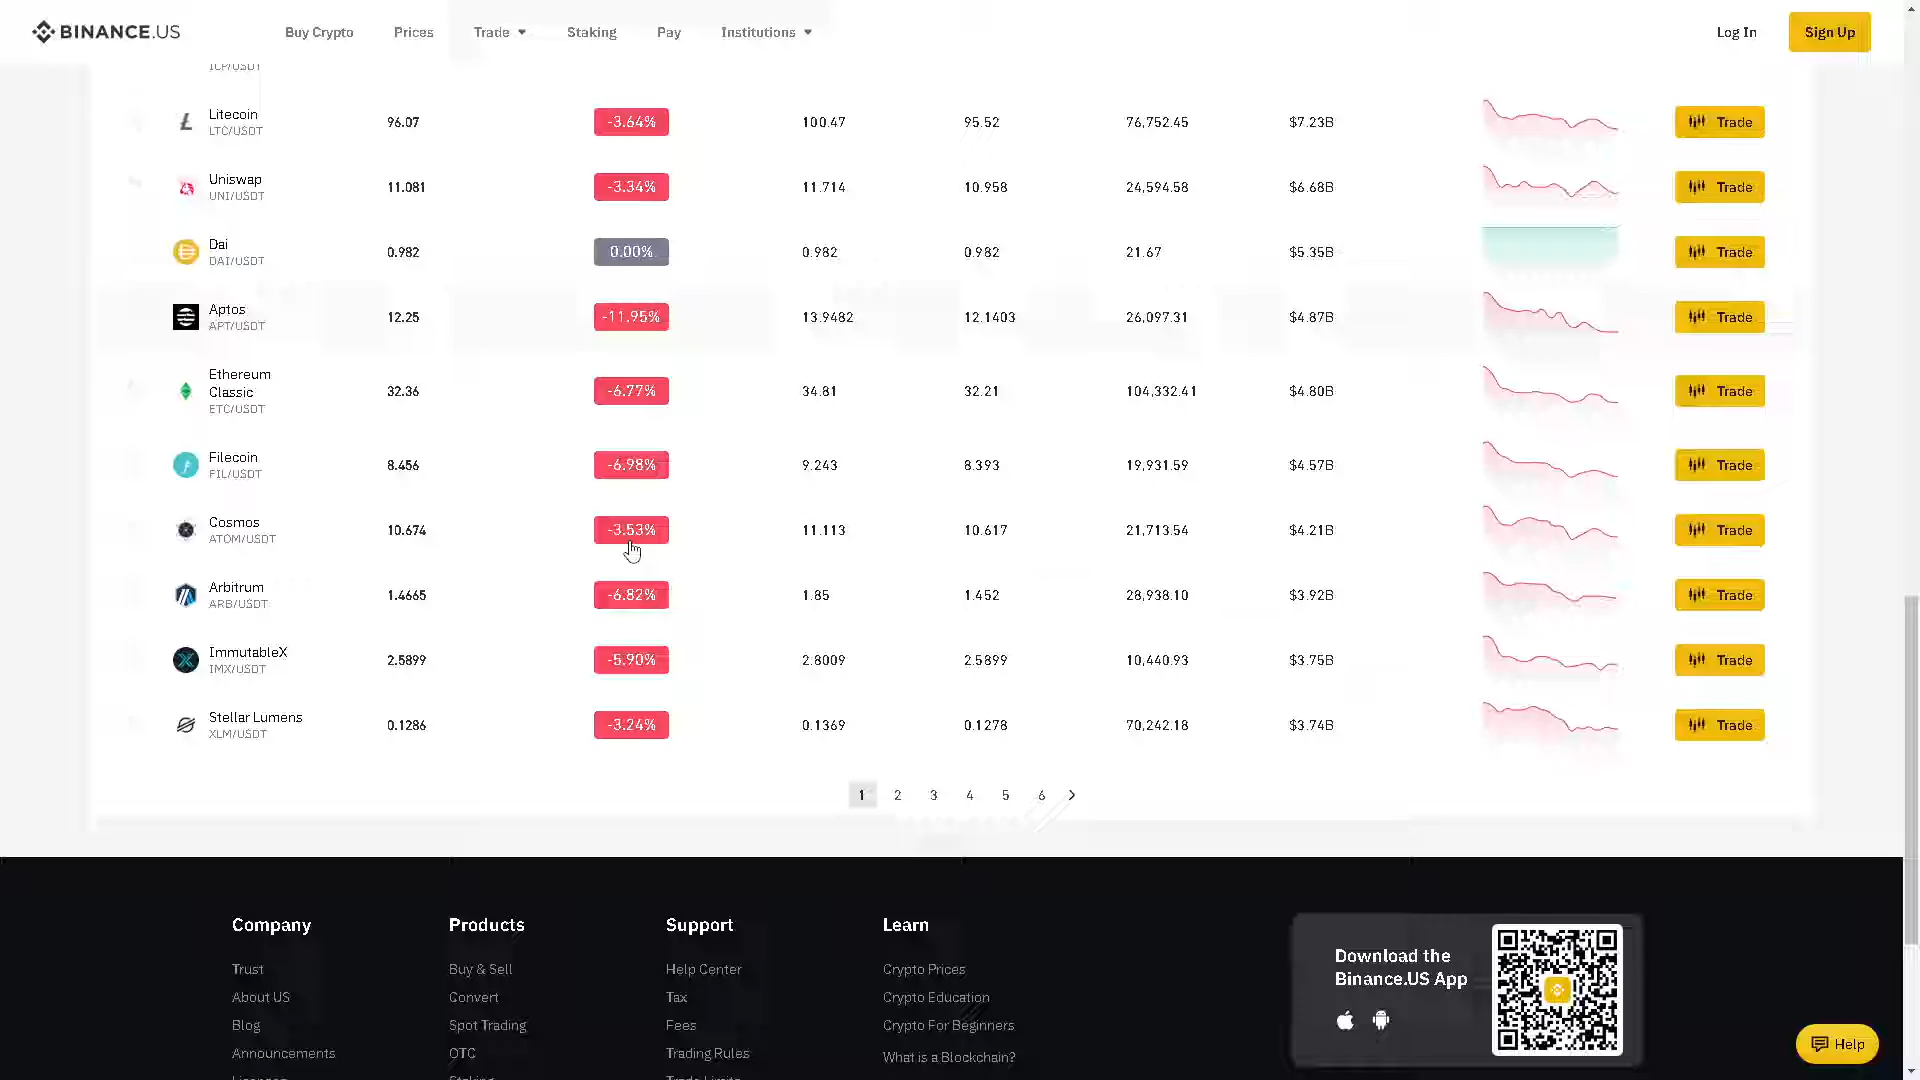 BINANCE.US
Buy Crypto Prices Trade Staking Pay Institutions Log In Sign Up
ICP/USDT
Litecoin
LTC/USDT
96.07 -3.64% 100.47 95.52 76,752.45 $7.23B Trade
Uniswap
UNI/USDT
11.081 -3.34% 11.714 10.958 24,594.58 $6.68B Trade
Dai
DAI/USDT
0.982 0.00% 0.982 0.982 21.67 $5.35B Trade
Aptos
APT/USDT
12.25 -11.95% 13.9482 12.1403 26,097.31 $4.87B Trade
Ethereum
Classic
ETC/USDT
32.36 -6.77% 34.81 32.21 104,332.41 $4.80B Trade
Filecoin
FIL/USDT
8.456 -6.98% 9.243 8.393 19,931.59 $4.57B Trade
Cosmos
ATOM/USDT
10.674 -3.53% 11.113 10.617 21,713.54 $4.21B Trade
Arbitrum
ARB/USDT
1.4665 -6.82% 1.85 1.452 28,938.10 $3.92B Trade
ImmutableX
IMX/USDT
2.5899 -5.90% 2.8009 2.5899 10,440.93 $3.75B Trade
Stellar Lumens
XLM/USDT
0.1286 -3.24% 0.1369 0.1278 70,242.18 $3.74B Trade
1 2 3 4 5 6
Company
Trust
About US
Blog
Announcements
Licenses
Products
Buy & Sell
Convert
Spot Trading
OTC
Staking
Support
Help Center
Tax
Fees
Trading Rules
Trade Limits
Learn
Crypto Prices
Crypto Education
Crypto For Beginners
What is a Blockchain?
Download the
Binance.US App
Help